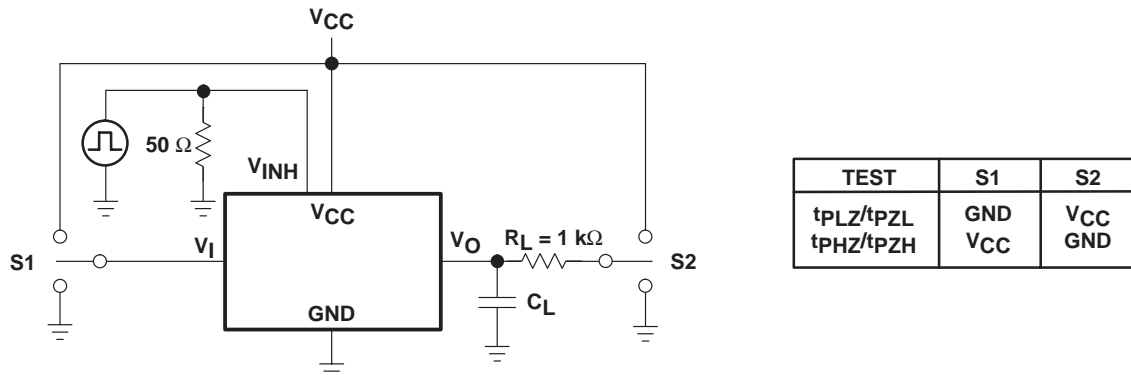 VCC
50 Ω
VINH
VCC
S1
VI
VO
RL = 1 kΩ
S2
CL
GND
TEST S1 S2
tPLZ/tPZL GND VCC
tPHZ/tPZH VCC GND